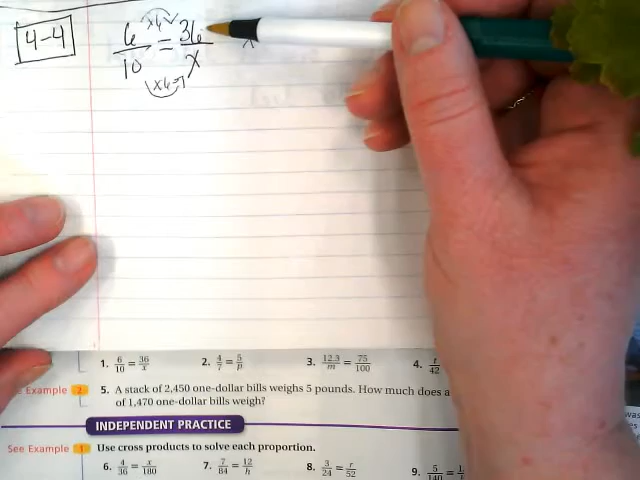 4-4
6/10 = 36/x
x6
x6
1. 6/10 = 36/x 2. 4/7 = 5/p 3. 12.3/m = 75/100 4. t/42
Example 2 5. A stack of 2,450 one-dollar bills weighs 5 pounds. How much does a
of 1,470 one-dollar bills weigh?
INDEPENDENT PRACTICE
See Example 1 Use cross products to solve each proportion.
6. 4/36 = x/180 7. 7/84 = 12/h 8. 3/24 = r/52 9. 5/140